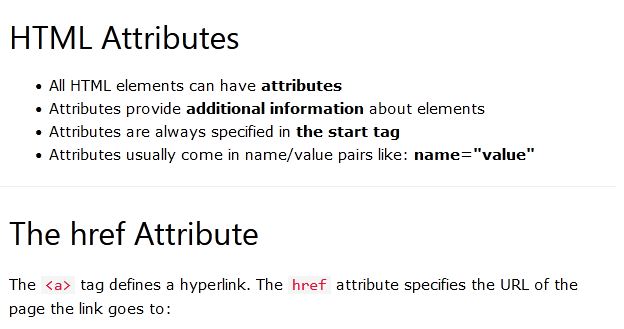 HTML Attributes
• All HTML elements can have attributes
• Attributes provide additional information about elements
• Attributes are always specified in the start tag
• Attributes usually come in name/value pairs like: name="value"
The href Attribute
The <a> tag defines a hyperlink. The href attribute specifies the URL of the
page the link goes to: